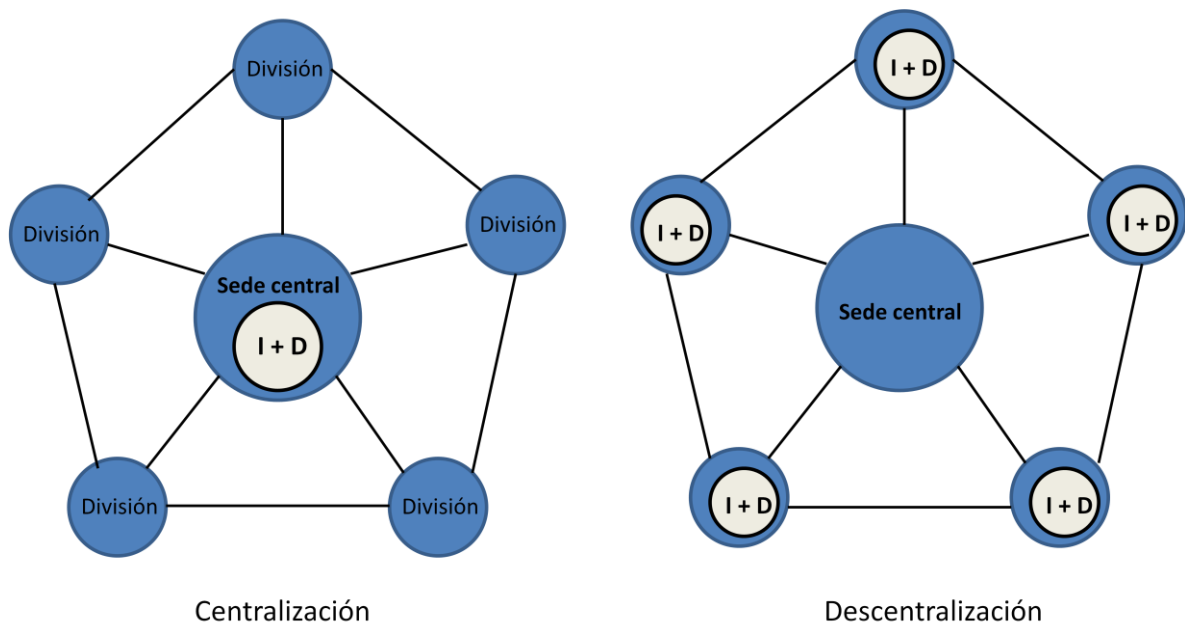 División
División
División
Sede central
I + D
División
División
Centralización
I + D
I + D
I + D
Sede central
I + D
I + D
Descentralización